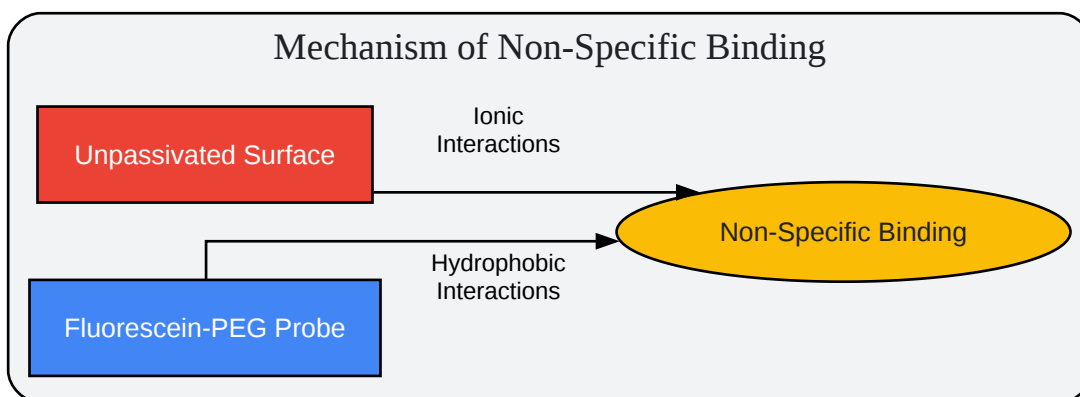 Mechanism of Non-Specific Binding
Unpassivated Surface
Ionic
Interactions
Non-Specific Binding
Hydrophobic
Interactions
Fluorescein-PEG Probe